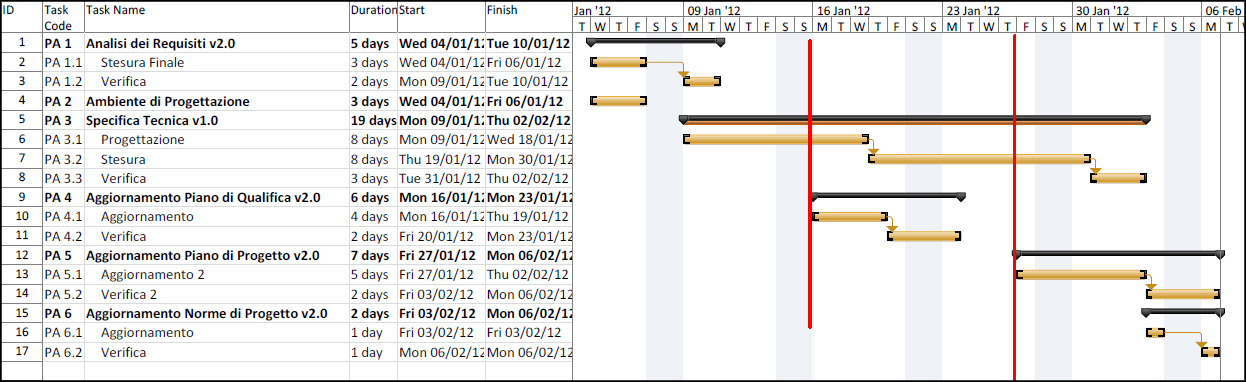 ID Task Code Task Name Duration Start Finish Jan '12 09 Jan '12 16 Jan '12 23 Jan '12 30 Jan '12 06 Feb
T W T F S S M T W T F S S M T W T F S S M T W T F S S M T W T F S S M T
1 PA 1 Analisi dei Requisiti v2.0 5 days Wed 04/01/12 Tue 10/01/12
2 PA 1.1 Stesura Finale 3 days Wed 04/01/12 Fri 06/01/12
3 PA 1.2 Verifica 2 days Mon 09/01/12 Tue 10/01/12
4 PA 2 Ambiente di Progettazione 3 days Wed 04/01/12 Fri 06/01/12
5 PA 3 Specifica Tecnica v1.0 19 days Mon 09/01/12 Thu 02/02/12
6 PA 3.1 Progettazione 8 days Mon 09/01/12 Wed 18/01/12
7 PA 3.2 Stesura 8 days Thu 19/01/12 Mon 30/01/12
8 PA 3.3 Verifica 3 days Tue 31/01/12 Thu 02/02/12
9 PA 4 Aggiornamento Piano di Qualifica v2.0 6 days Mon 16/01/12 Mon 23/01/12
10 PA 4.1 Aggiornamento 4 days Mon 16/01/12 Thu 19/01/12
11 PA 4.2 Verifica 2 days Fri 20/01/12 Mon 23/01/12
12 PA 5 Aggiornamento Piano di Progetto v2.0 7 days Fri 27/01/12 Mon 06/02/12
13 PA 5.1 Aggiornamento 2 5 days Fri 27/01/12 Thu 02/02/12
14 PA 5.2 Verifica 2 2 days Fri 03/02/12 Mon 06/02/12
15 PA 6 Aggiornamento Norme di Progetto v2.0 2 days Fri 03/02/12 Mon 06/02/12
16 PA 6.1 Aggiornamento 1 day Fri 03/02/12 Fri 03/02/12
17 PA 6.2 Verifica 1 day Mon 06/02/12 Mon 06/02/12